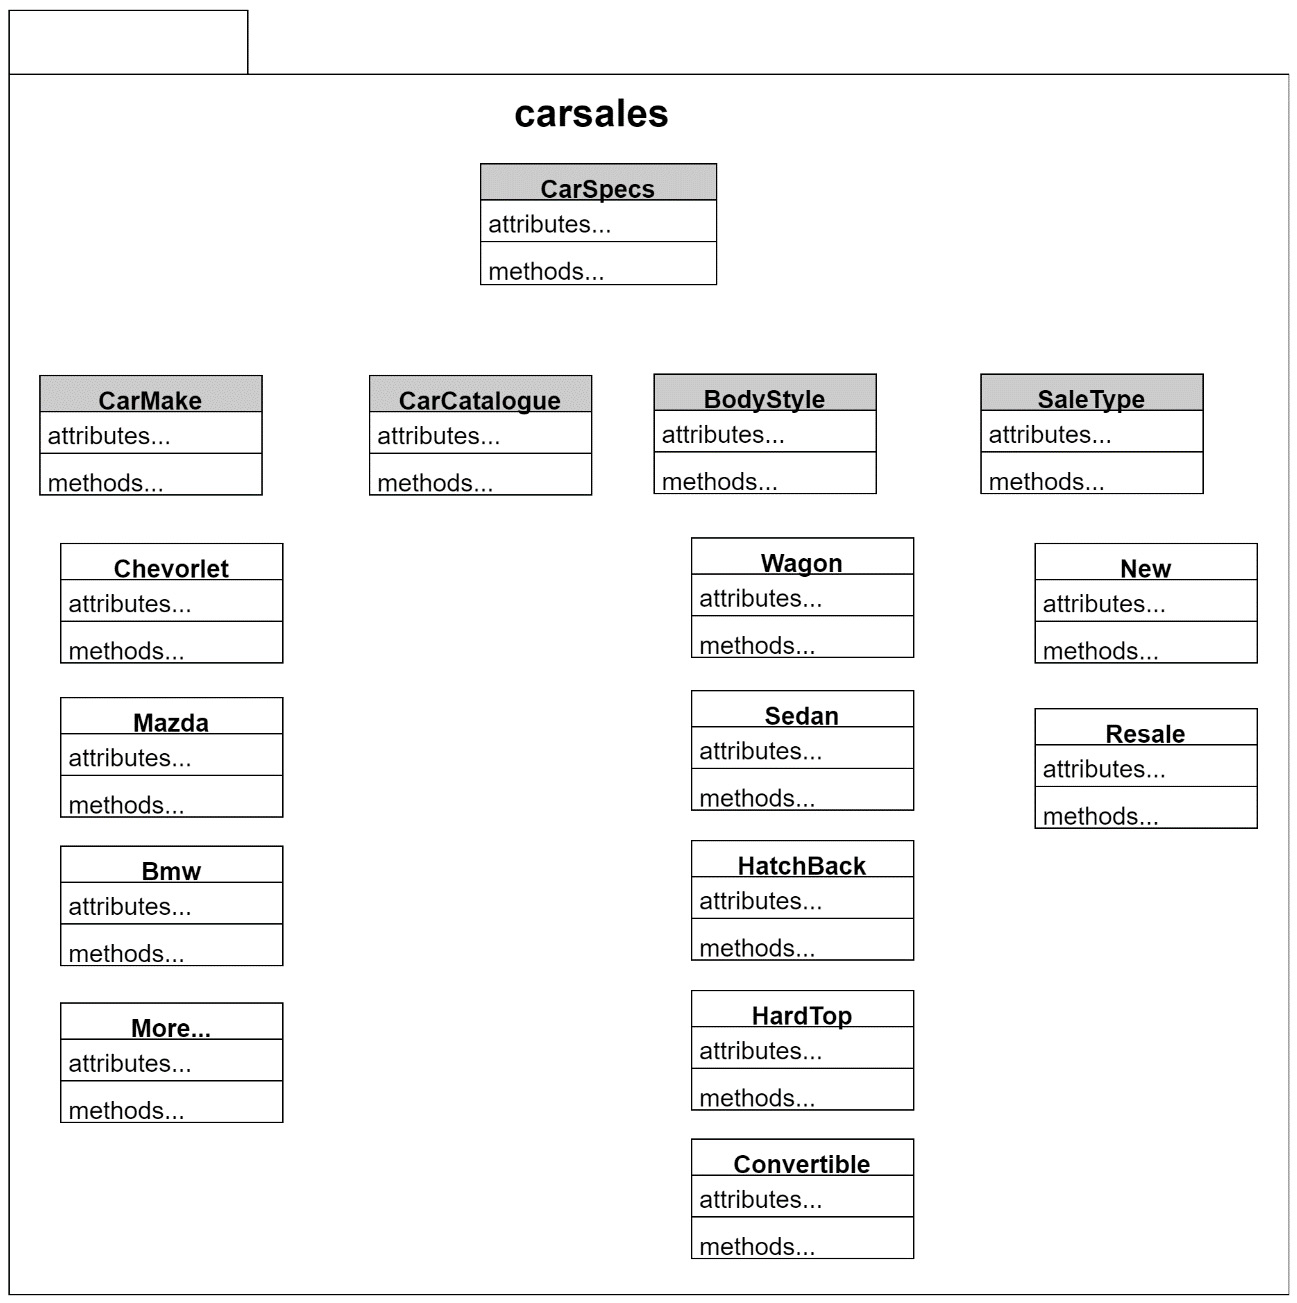 carsales
CarSpecs
attributes...
methods...
CarMake
attributes...
methods...
CarCatalogue
attributes...
methods...
BodyStyle
attributes...
methods...
SaleType
attributes...
methods...
Chevorlet
attributes...
methods...
Mazda
attributes...
methods...
Bmw
attributes...
methods...
More...
attributes...
methods...
Wagon
attributes...
methods...
Sedan
attributes...
methods...
HatchBack
attributes...
methods...
HardTop
attributes...
methods...
Convertible
attributes...
methods...
New
attributes...
methods...
Resale
attributes...
methods...